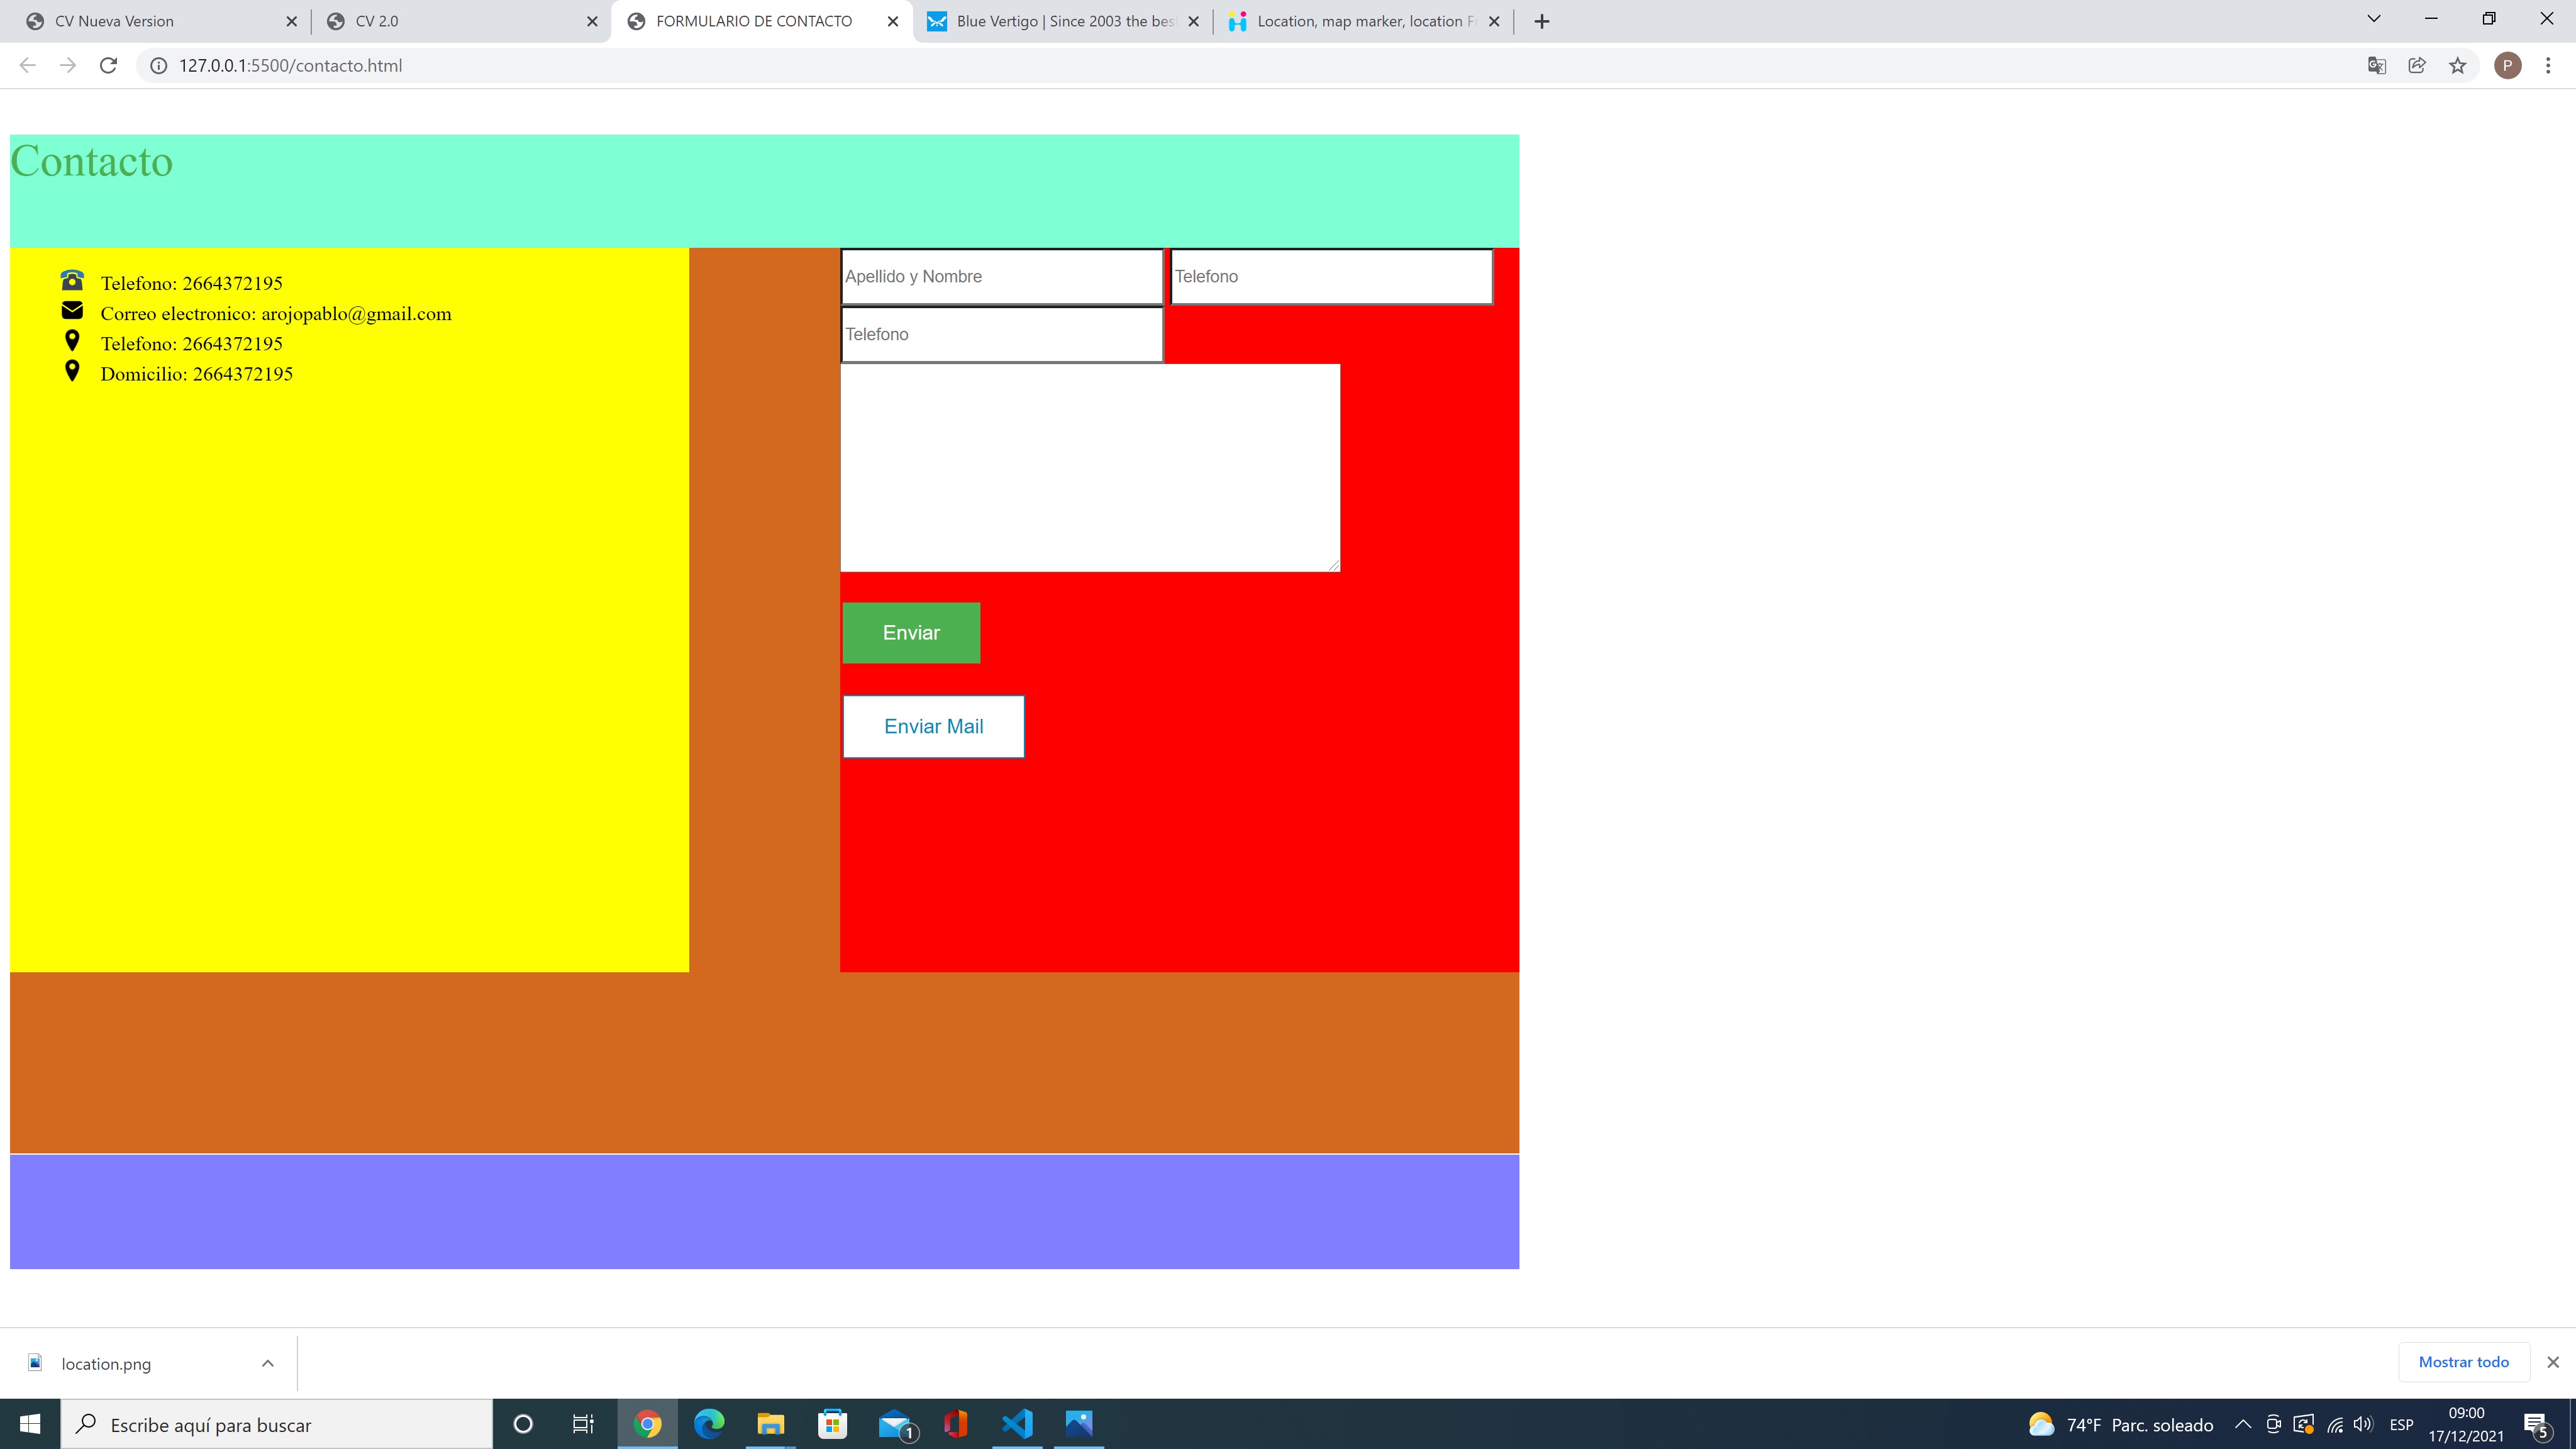 CV Nueva Version
CV 2.0
FORMULARIO DE CONTACTO
Blue Vertigo | Since 2003 the bes
Location, map marker, location F
127.0.0.1:5500/contacto.html
P
Contacto
Telefono: 2664372195
Correo electronico: arojopablo@gmail.com
Telefono: 2664372195
Domicilio: 2664372195
Apellido y Nombre
Telefono
Telefono
Enviar
Enviar Mail
location.png
Mostrar todo
Escribe aquí para buscar
1
74°F Parc. soleado
ESP
09:00
17/12/2021
5